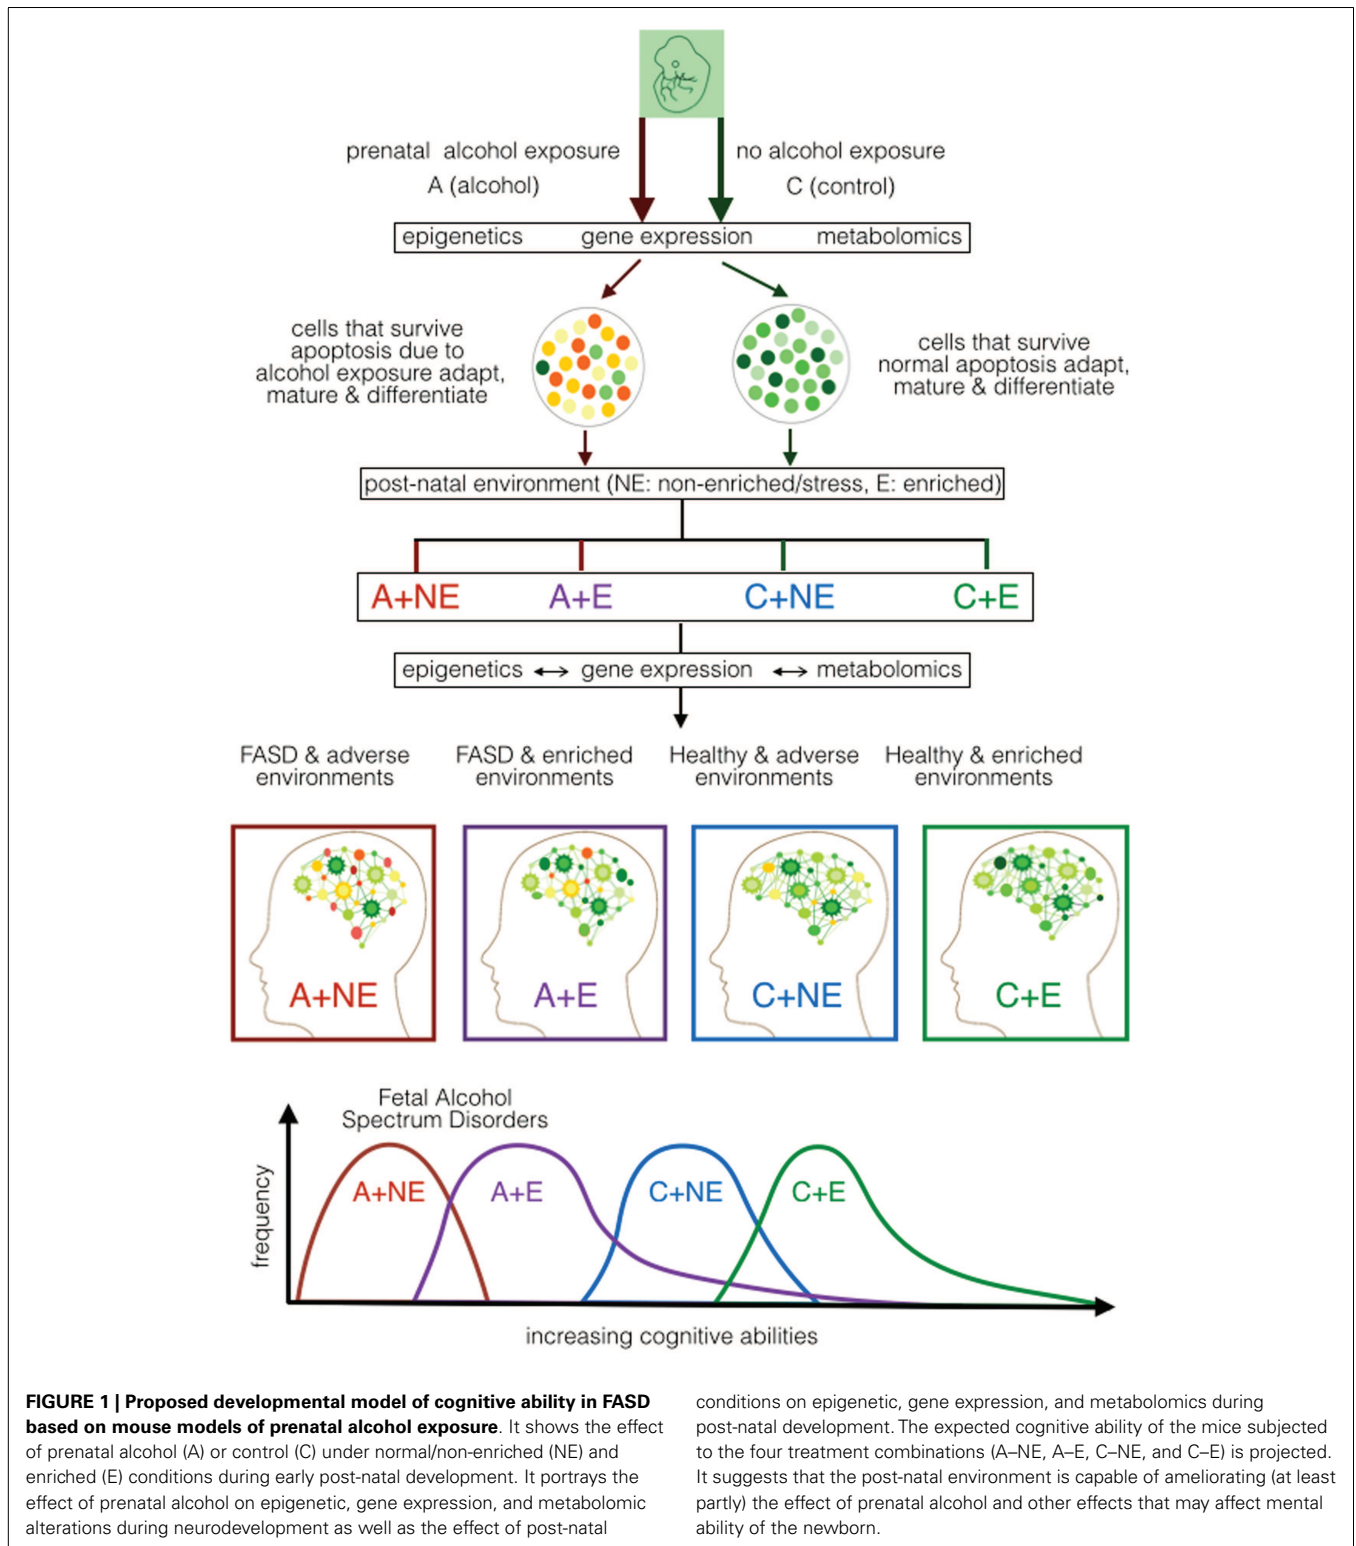 prenatal alcohol exposure
A (alcohol)
no alcohol exposure
C (control)
epigenetics gene expression metabolomics
cells that survive
apoptosis due to
alcohol exposure adapt,
mature & differentiate
cells that survive
normal apoptosis adapt,
mature & differentiate
post-natal environment (NE: non-enriched/stress, E: enriched)
A+NE A+E C+NE C+E
epigenetics ↔ gene expression ↔ metabolomics
FASD & adverse
environments
FASD & enriched
environments
Healthy & adverse
environments
Healthy & enriched
environments
A+NE
A+E
C+NE
C+E
Fetal Alcohol
Spectrum Disorders
frequency
A+NE
A+E
C+NE
C+E
increasing cognitive abilities
FIGURE 1 | Proposed developmental model of cognitive ability in FASD
based on mouse models of prenatal alcohol exposure. It shows the effect
of prenatal alcohol (A) or control (C) under normal/non-enriched (NE) and
enriched (E) conditions during early post-natal development. It portrays the
effect of prenatal alcohol on epigenetic, gene expression, and metabolomic
alterations during neurodevelopment as well as the effect of post-natal
conditions on epigenetic, gene expression, and metabolomics during
post-natal development. The expected cognitive ability of the mice subjected
to the four treatment combinations (A–NE, A–E, C–NE, and C–E) is projected.
It suggests that the post-natal environment is capable of ameliorating (at least
partly) the effect of prenatal alcohol and other effects that may affect mental
ability of the newborn.